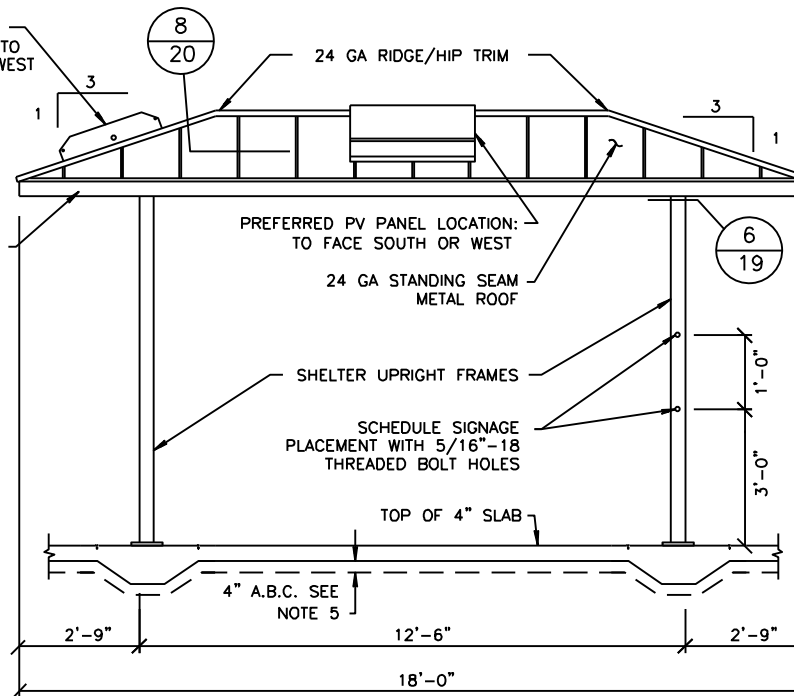 TO
WEST
3
1
8
20
24 GA RIDGE/HIP TRIM
3
1
PREFERRED PV PANEL LOCATION:
TO FACE SOUTH OR WEST
6
19
24 GA STANDING SEAM
METAL ROOF
SHELTER UPRIGHT FRAMES
1'-0"
SCHEDULE SIGNAGE
PLACEMENT WITH 5/16"-18
THREADED BOLT HOLES
3'-0"
TOP OF 4" SLAB
4" A.B.C. SEE
NOTE 5
2'-9"
12'-6"
2'-9"
18'-0"